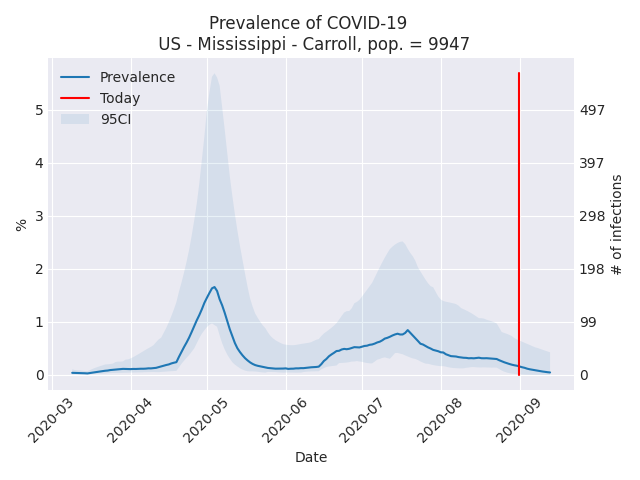 Prevalence of COVID-19
US - Mississippi - Carroll, pop. = 9947
Prevalence
Today
95CI
5
4
3
2
1
0
%
497
397
298
198
99
0
# of infections
2020-03
2020-04
2020-05
2020-06
2020-07
2020-08
2020-09
Date